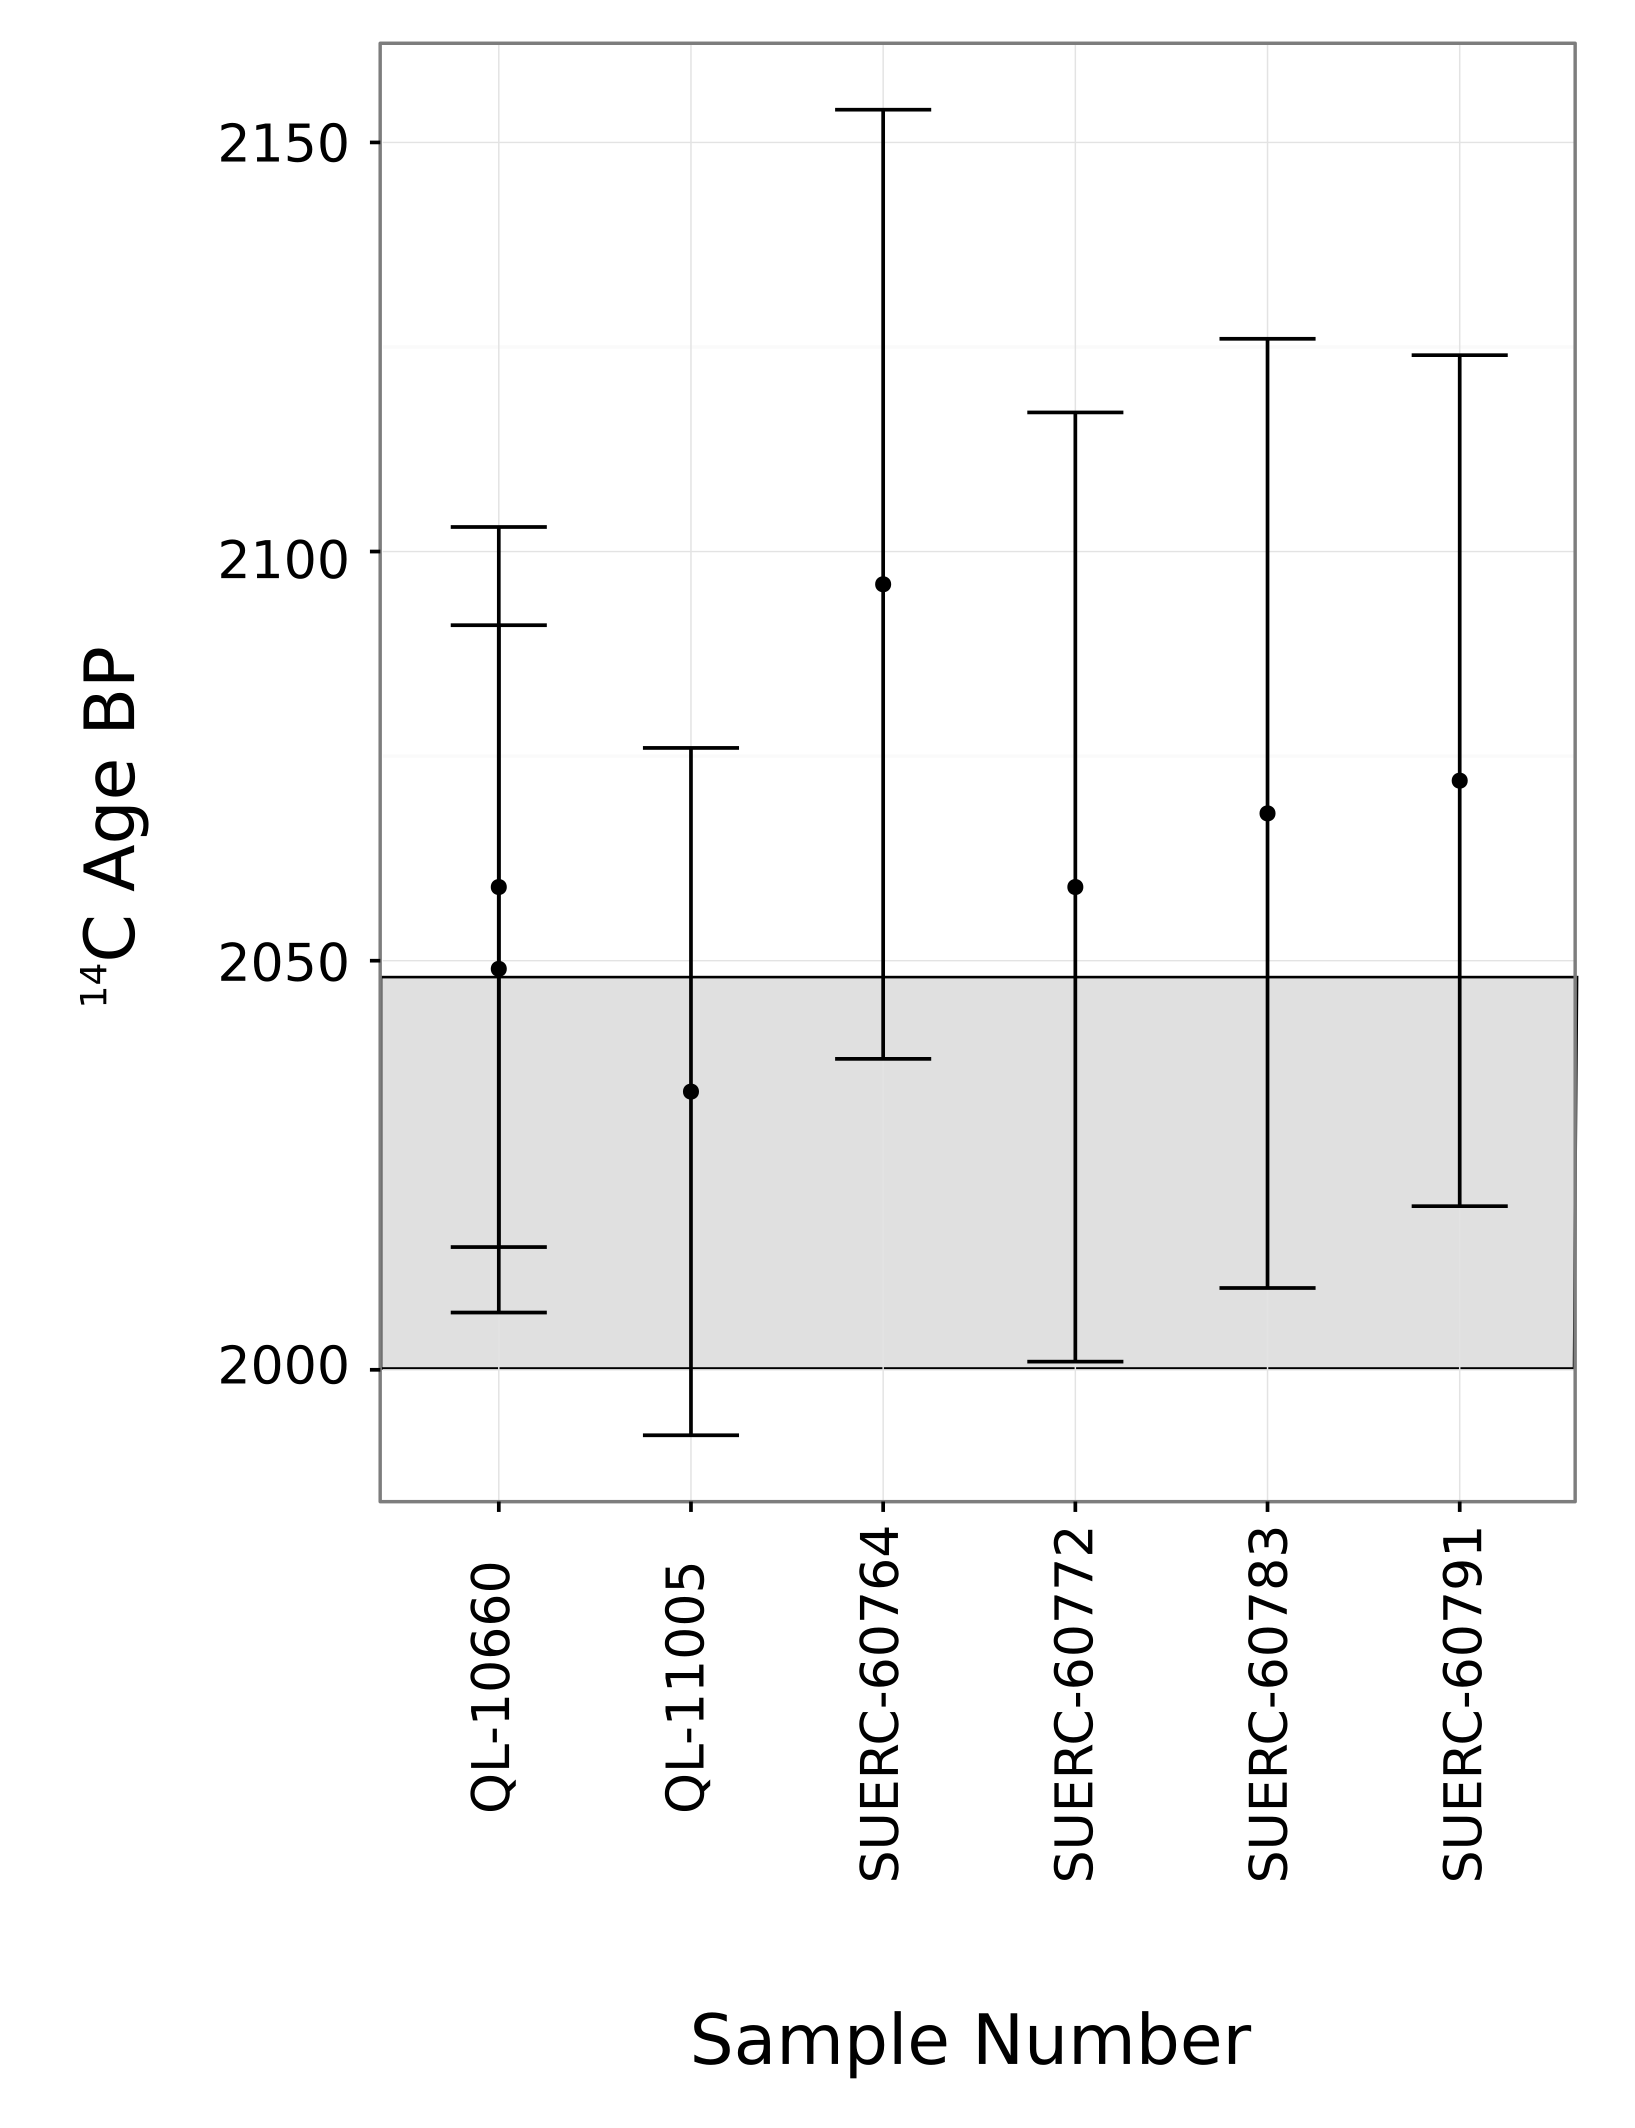 2150
2100
2050
2000
¹⁴C Age BP
QL-10660
QL-11005
SUERC-60764
SUERC-60772
SUERC-60783
SUERC-60791
Sample Number